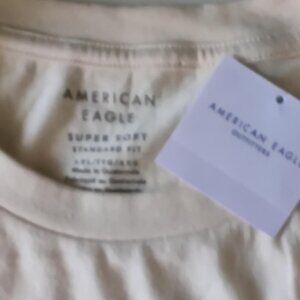 AMERICAN
EAGLE
SUPER SOFT
STANDARD FIT
Made in Guatemala
AMERICAN EAGLE
OUTFITTERS